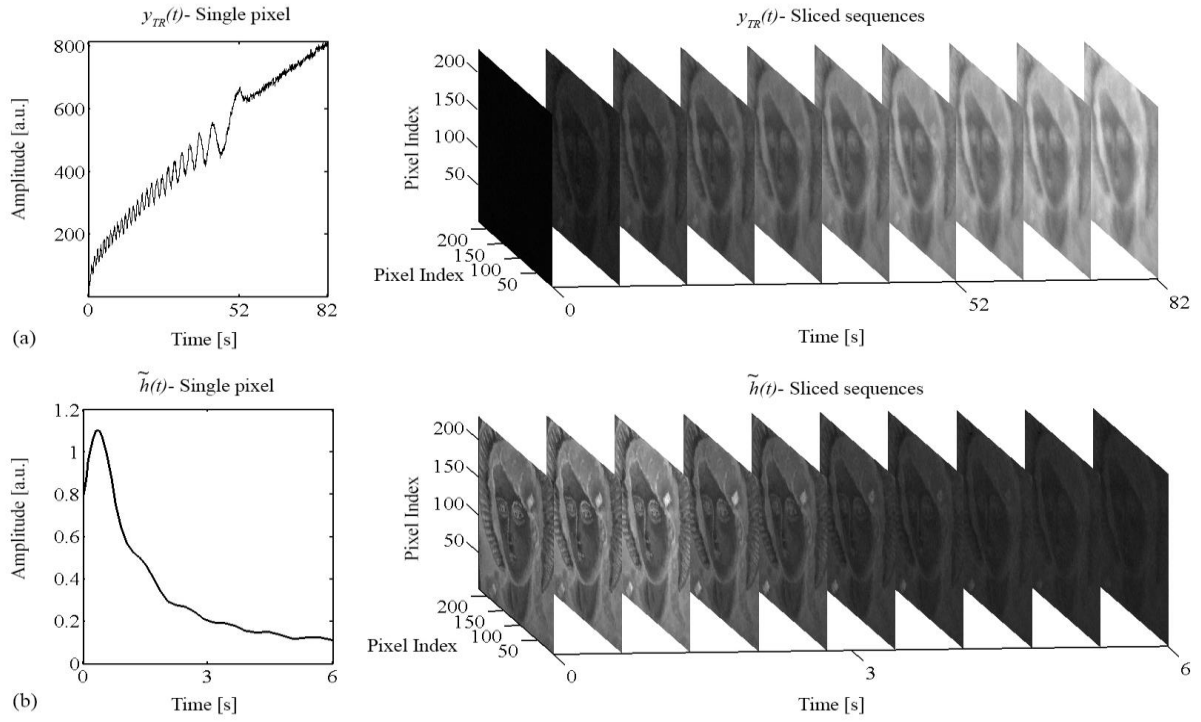 y_TR(t)- Single pixel
y_TR(t)- Sliced sequences
800
600
400
200
Amplitude [a.u.]
0
52
82
Time [s]
(a)
200
150
100
50
Pixel Index
200
150
100
50
Pixel Index
0
52
82
Time [s]
h̃(t)- Single pixel
h̃(t)- Sliced sequences
1.2
1
0.8
0.6
0.4
0.2
0
Amplitude [a.u.]
0
3
6
Time [s]
(b)
200
150
100
50
Pixel Index
200
150
100
50
Pixel Index
0
3
6
Time [s]